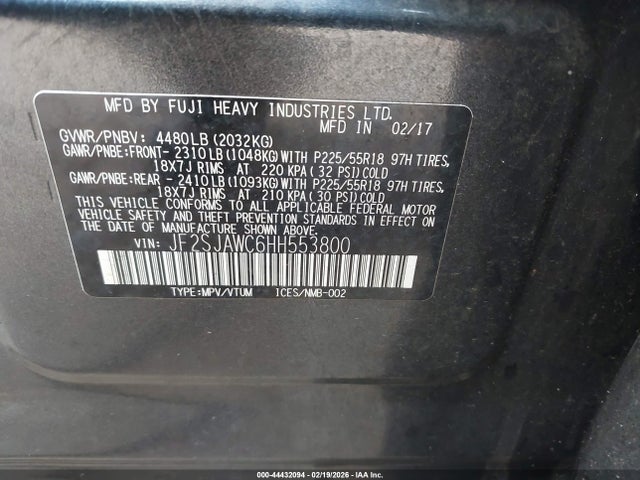 MFD BY FUJI HEAVY INDUSTRIES LTD.
MFD IN 02/17
GVWR/PNBV: 4480LB(2032KG)
GAWR/PNBE:FRONT- 2310LB(1048KG)WITH P225/55R18 97H TIRES,
18X7J RIMS AT 220 KPA( 32 PSI)COLD
GAWR/PNBE:REAR - 2410LB(1093KG)WITH P225/55R18 97H TIRES,
18X7J RIMS AT 210 KPA( 30 PSI)COLD
THIS VEHICLE CONFORMS TO ALL APPLICABLE FEDERAL MOTOR
VEHICLE SAFETY AND THEFT PREVENTION STANDARDS IN EFFECT ON
THE DATE OF MANUFACTURE SHOWN ABOVE.
VIN: JF2SJAWC6HH553800
TYPE:MPV/VTUM ICES/NMB-002
000-44432094 - 02/19/2026 - IAA Inc.